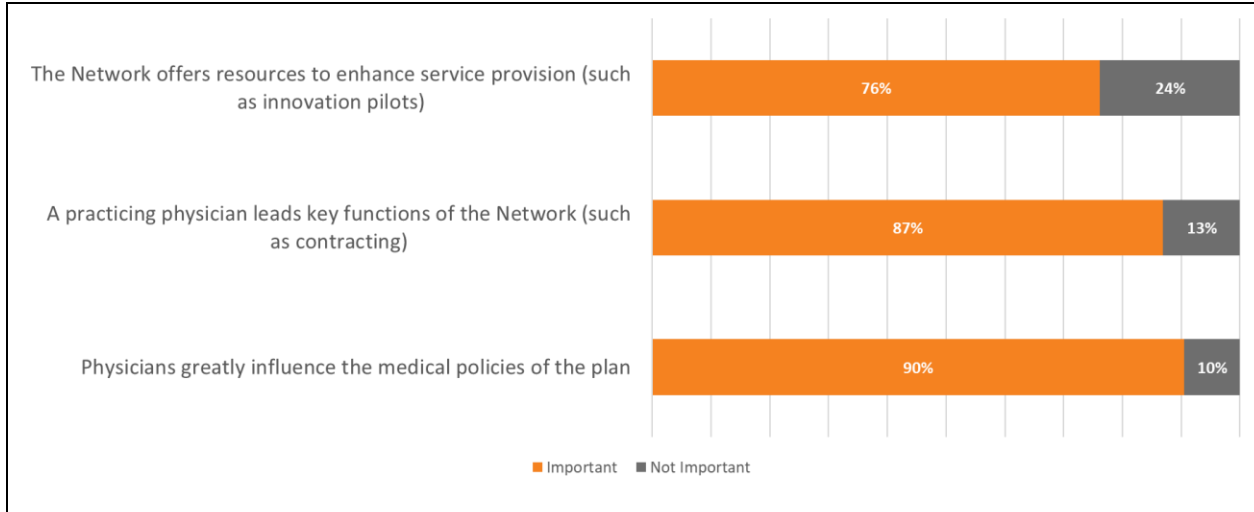 The Network offers resources to enhance service provision (such
as innovation pilots)
76%
24%
A practicing physician leads key functions of the Network (such
as contracting)
87%
13%
Physicians greatly influence the medical policies of the plan
90%
10%
Important
Not Important